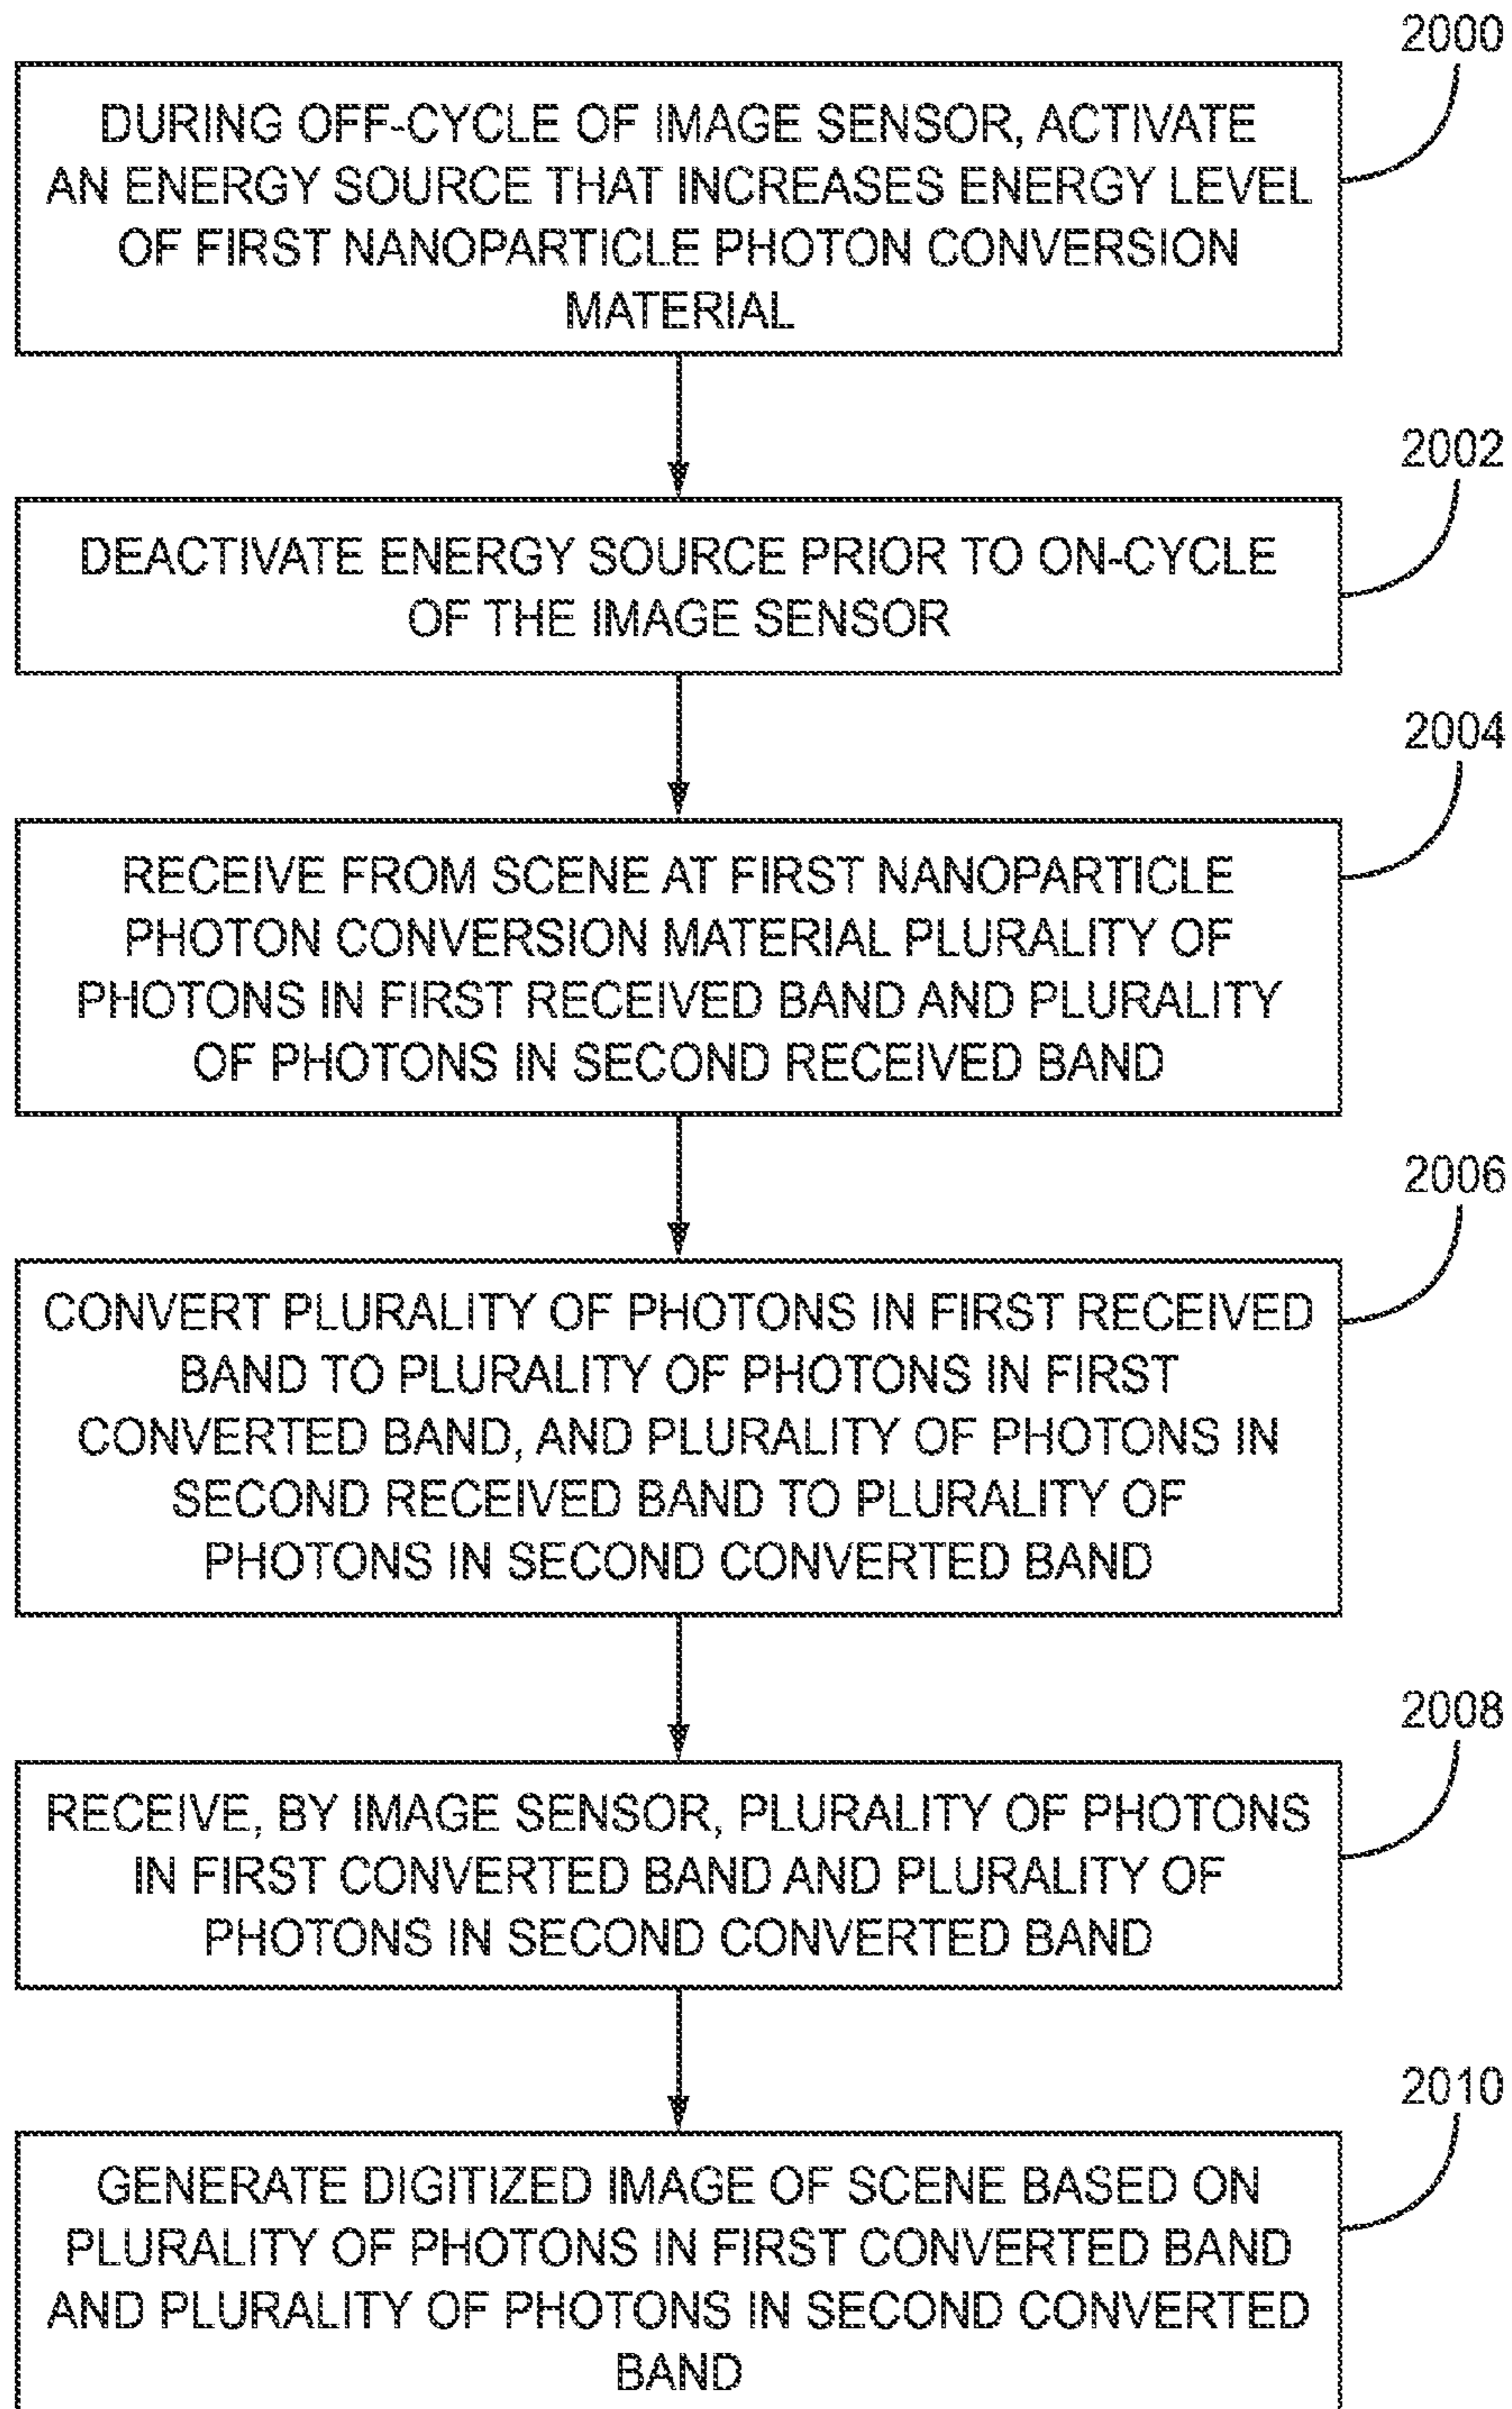 2000
DURING OFF-CYCLE OF IMAGE SENSOR, ACTIVATE
AN ENERGY SOURCE THAT INCREASES ENERGY LEVEL
OF FIRST NANOPARTICLE PHOTON CONVERSION
MATERIAL
2002
DEACTIVATE ENERGY SOURCE PRIOR TO ON-CYCLE
OF THE IMAGE SENSOR
2004
RECEIVE FROM SCENE AT FIRST NANOPARTICLE
PHOTON CONVERSION MATERIAL PLURALITY OF
PHOTONS IN FIRST RECEIVED BAND AND PLURALITY
OF PHOTONS IN SECOND RECEIVED BAND
2006
CONVERT PLURALITY OF PHOTONS IN FIRST RECEIVED
BAND TO PLURALITY OF PHOTONS IN FIRST
CONVERTED BAND, AND PLURALITY OF PHOTONS IN
SECOND RECEIVED BAND TO PLURALITY OF
PHOTONS IN SECOND CONVERTED BAND
2008
RECEIVE, BY IMAGE SENSOR, PLURALITY OF PHOTONS
IN FIRST CONVERTED BAND AND PLURALITY OF
PHOTONS IN SECOND CONVERTED BAND
2010
GENERATE DIGITIZED IMAGE OF SCENE BASED ON
PLURALITY OF PHOTONS IN FIRST CONVERTED BAND
AND PLURALITY OF PHOTONS IN SECOND CONVERTED
BAND